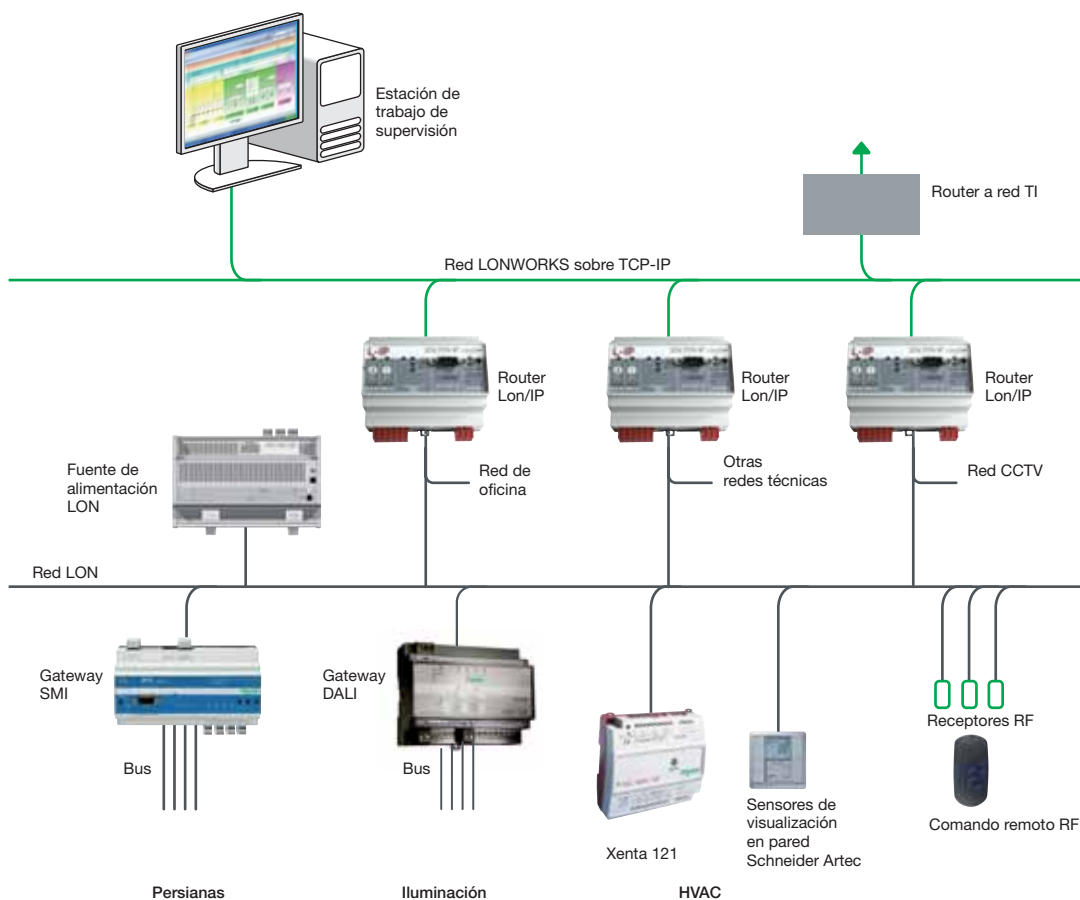 Estación de
trabajo de
supervisión
Router a red TI
Red LONWORKS sobre TCP-IP
Router
Lon/IP
Router
Lon/IP
Router
Lon/IP
Fuente de
alimentación
LON
Red de
oficina
Otras
redes técnicas
Red CCTV
Red LON
Gateway
SMI
Gateway
DALI
Receptores RF
Bus
Bus
Sensores de
visualización
en pared
Schneider Artec
Comando remoto RF
Xenta 121
Persianas
Iluminación
HVAC